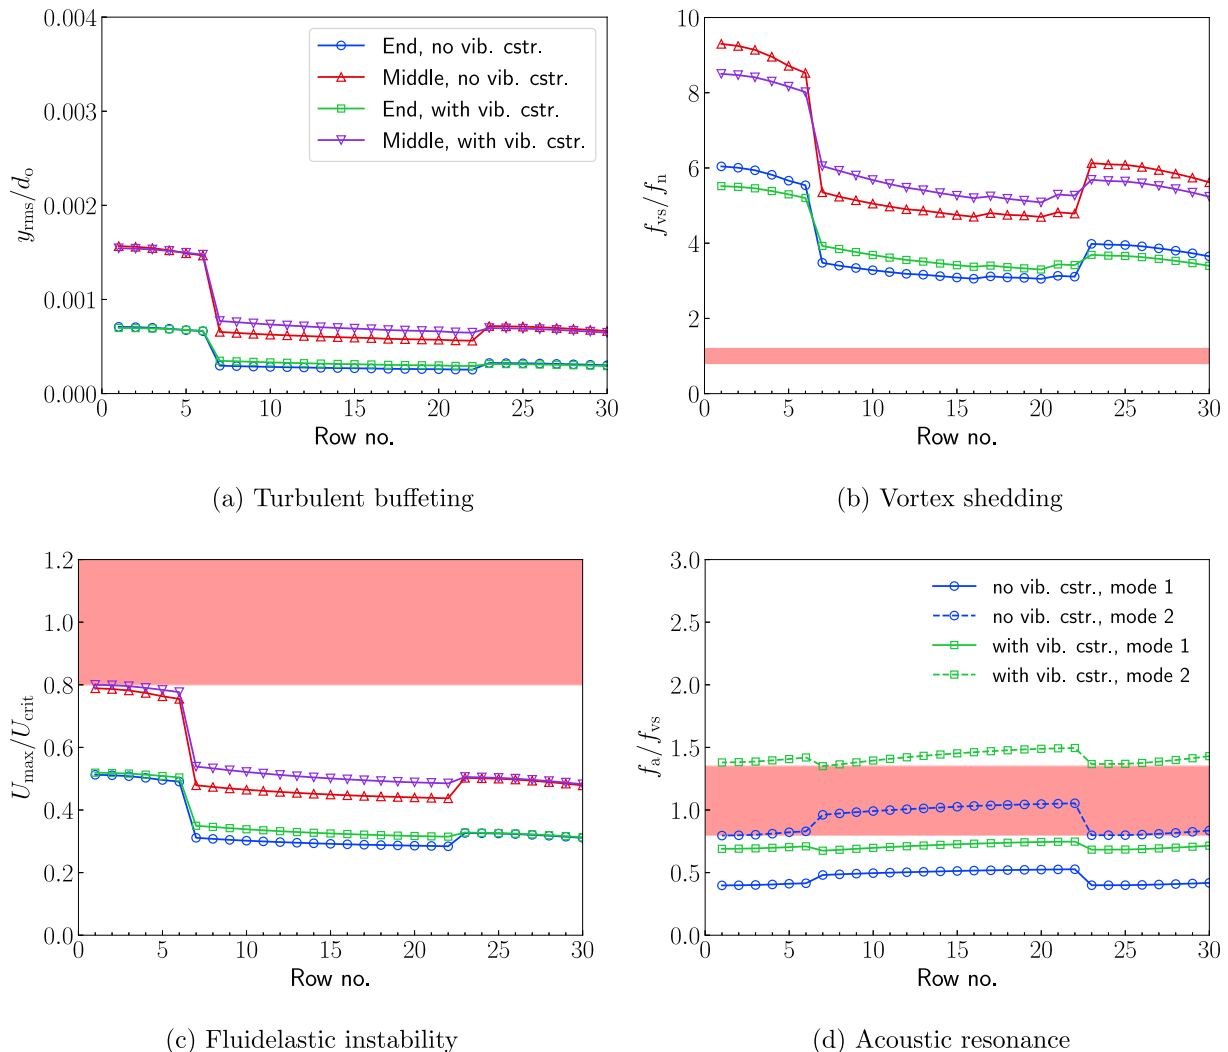 0.004
0.003
0.002
0.001
0.000
y_rms/d_o
0 5 10 15 20 25 30
Row no.
End, no vib. cstr.
Middle, no vib. cstr.
End, with vib. cstr.
Middle, with vib. cstr.
(a) Turbulent buffeting
10
8
6
4
2
0
f_vs/f_n
0 5 10 15 20 25 30
Row no.
(b) Vortex shedding
1.2
1.0
0.8
0.6
0.4
0.2
0.0
U_max/U_crit
0 5 10 15 20 25 30
Row no.
(c) Fluidelastic instability
3.0
2.5
2.0
1.5
1.0
0.5
0.0
f_a/f_vs
0 5 10 15 20 25 30
Row no.
no vib. cstr., mode 1
no vib. cstr., mode 2
with vib. cstr., mode 1
with vib. cstr., mode 2
(d) Acoustic resonance